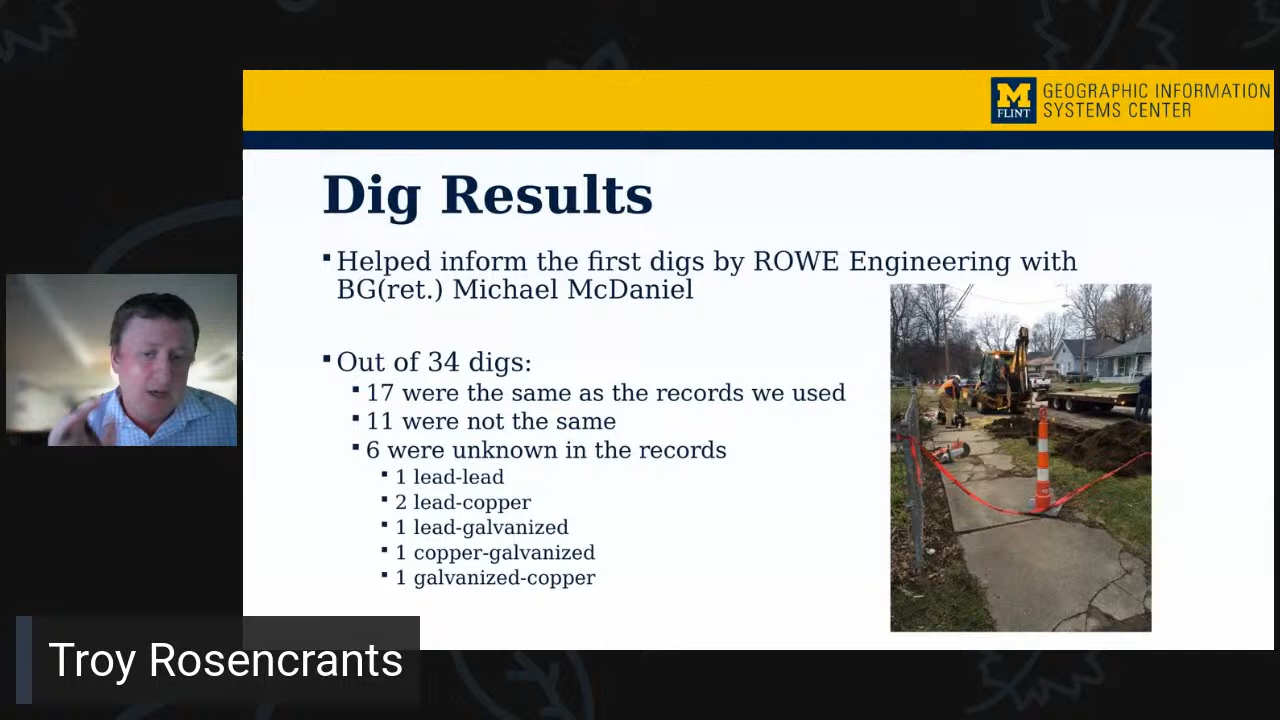 M
FLINT
GEOGRAPHIC INFORMATION
SYSTEMS CENTER
Dig Results
▪Helped inform the first digs by ROWE Engineering with
BG(ret.) Michael McDaniel
▪Out of 34 digs:
▪17 were the same as the records we used
▪11 were not the same
▪6 were unknown in the records
▪1 lead-lead
▪2 lead-copper
▪1 lead-galvanized
▪1 copper-galvanized
▪1 galvanized-copper
Troy Rosencrants